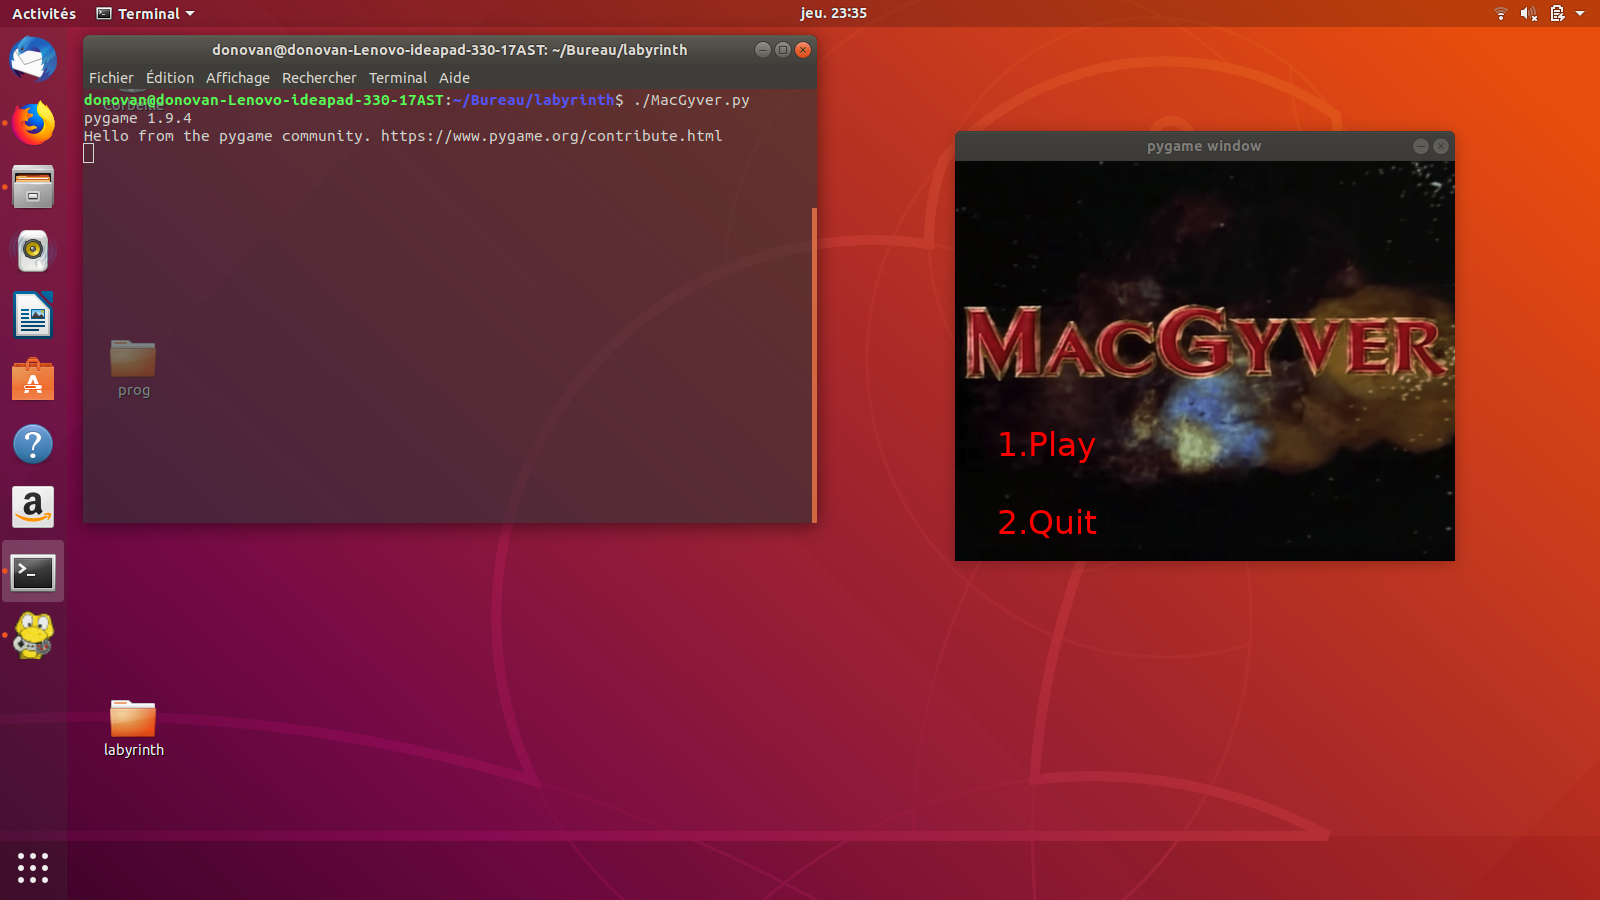 Activités Terminal jeu. 23:35
donovan@donovan-Lenovo-ideapad-330-17AST: ~/Bureau/labyrinth
Fichier Édition Affichage Rechercher Terminal Aide
Corbeille
donovan@donovan-Lenovo-ideapad-330-17AST:~/Bureau/labyrinth$ ./MacGyver.py
pygame 1.9.4
Hello from the pygame community. https://www.pygame.org/contribute.html
prog
labyrinth
pygame window
MACGYVER
1.Play
2.Quit